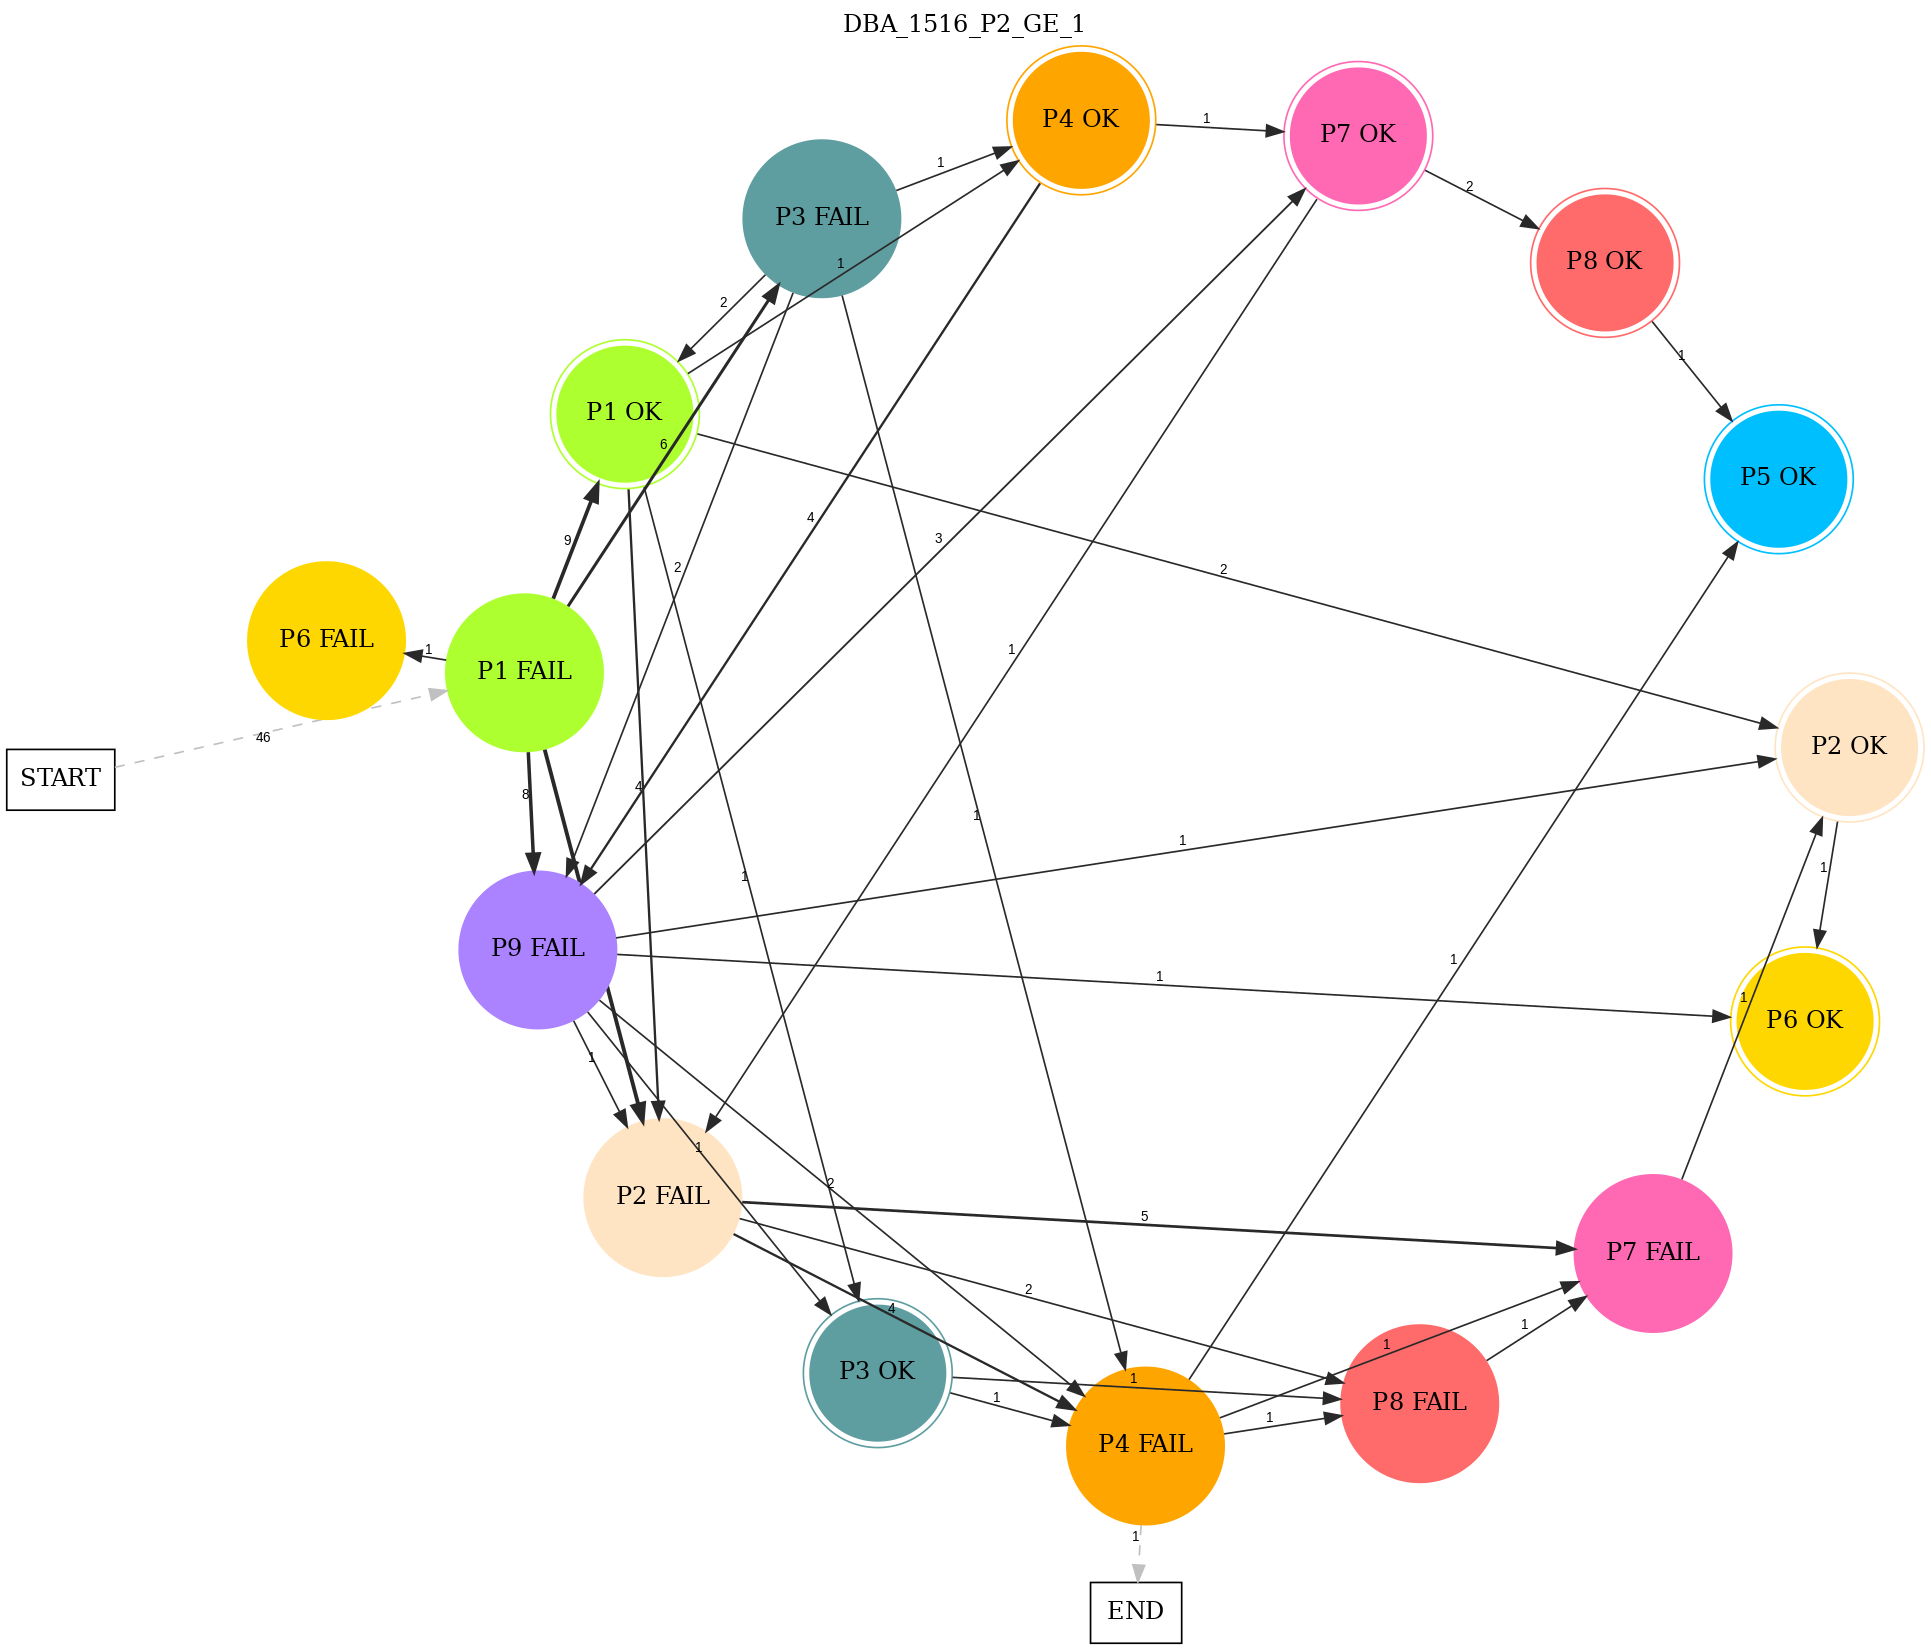 DBA_1516_P2_GE_1
P4 OK
1
P7 OK
1
P3 FAIL
2
P8 OK
1
2
1
P1 OK
6
P5 OK
4
9
3
2
2
P6 FAIL
1
1
P1 FAIL
46
START
P2 OK
8
4
1
1
1
1
P9 FAIL
1
1
1
P6 OK
1
1
2
P2 FAIL
5
P7 FAIL
2
4
1
1
P3 OK
1
1
1
P8 FAIL
P4 FAIL
1
END